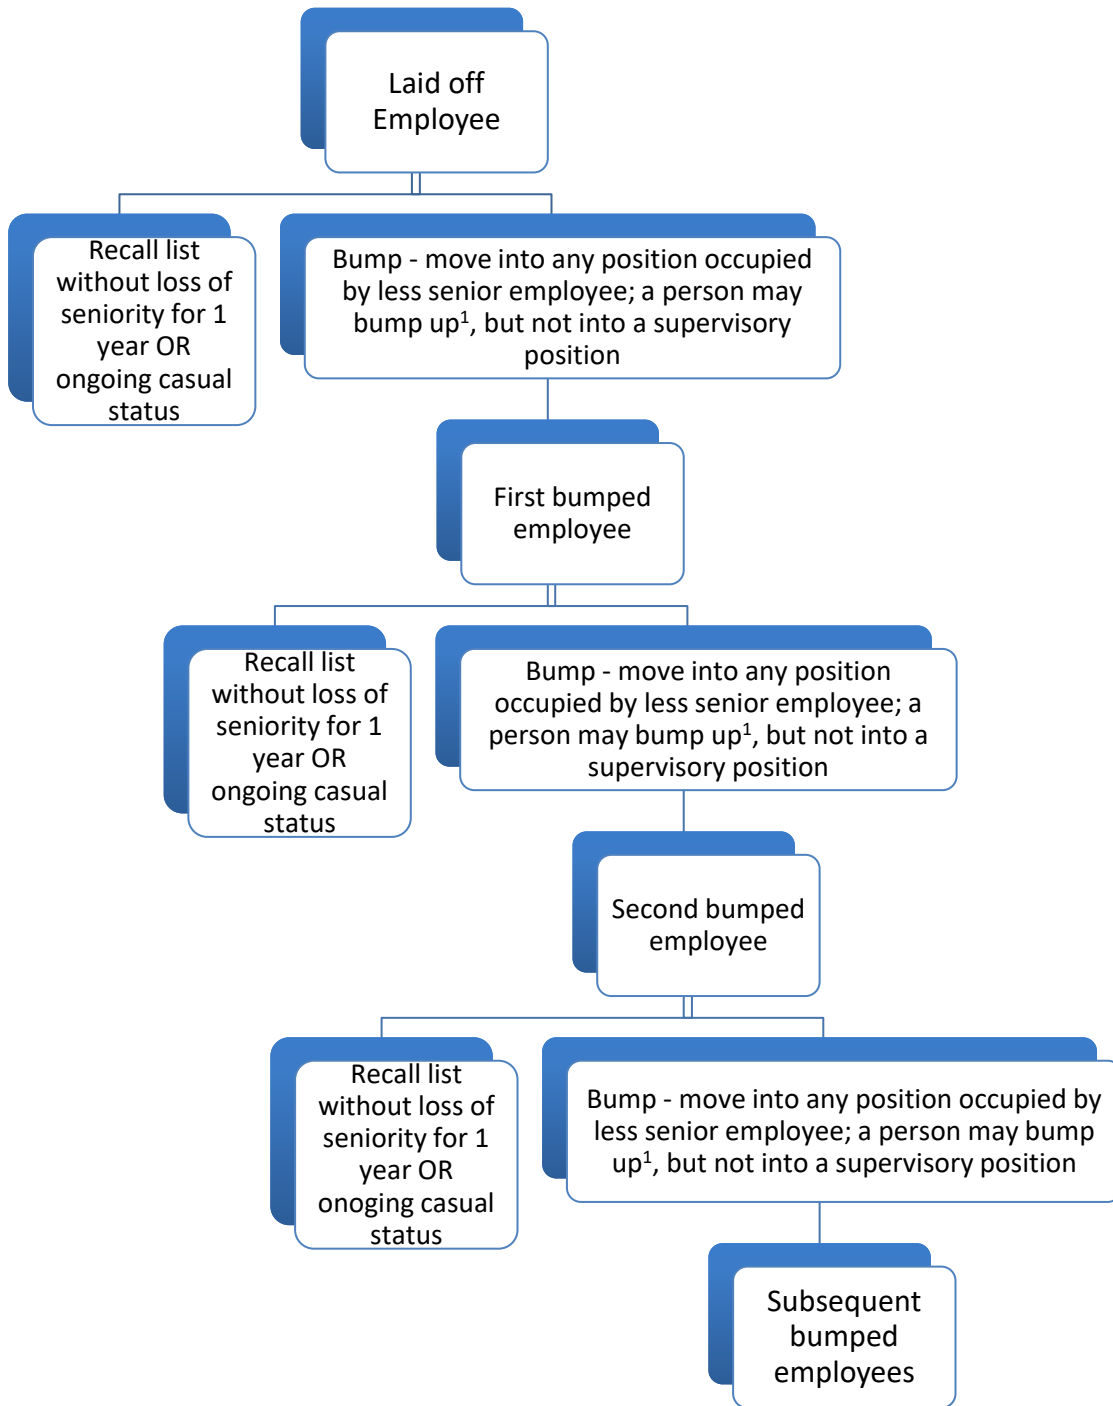 Laid off
Employee
Recall list
without loss of
seniority for 1
year OR
ongoing casual
status
Bump - move into any position occupied
by less senior employee; a person may
bump up¹, but not into a supervisory
position
First bumped
employee
Recall list
without loss of
seniority for 1
year OR
ongoing casual
status
Bump - move into any position
occupied by less senior employee; a
person may bump up¹, but not into a
supervisory position
Second bumped
employee
Recall list
without loss of
seniority for 1
year OR
onoging casual
status
Bump - move into any position occupied by
less senior employee; a person may bump
up¹, but not into a supervisory position
Subsequent
bumped
employees